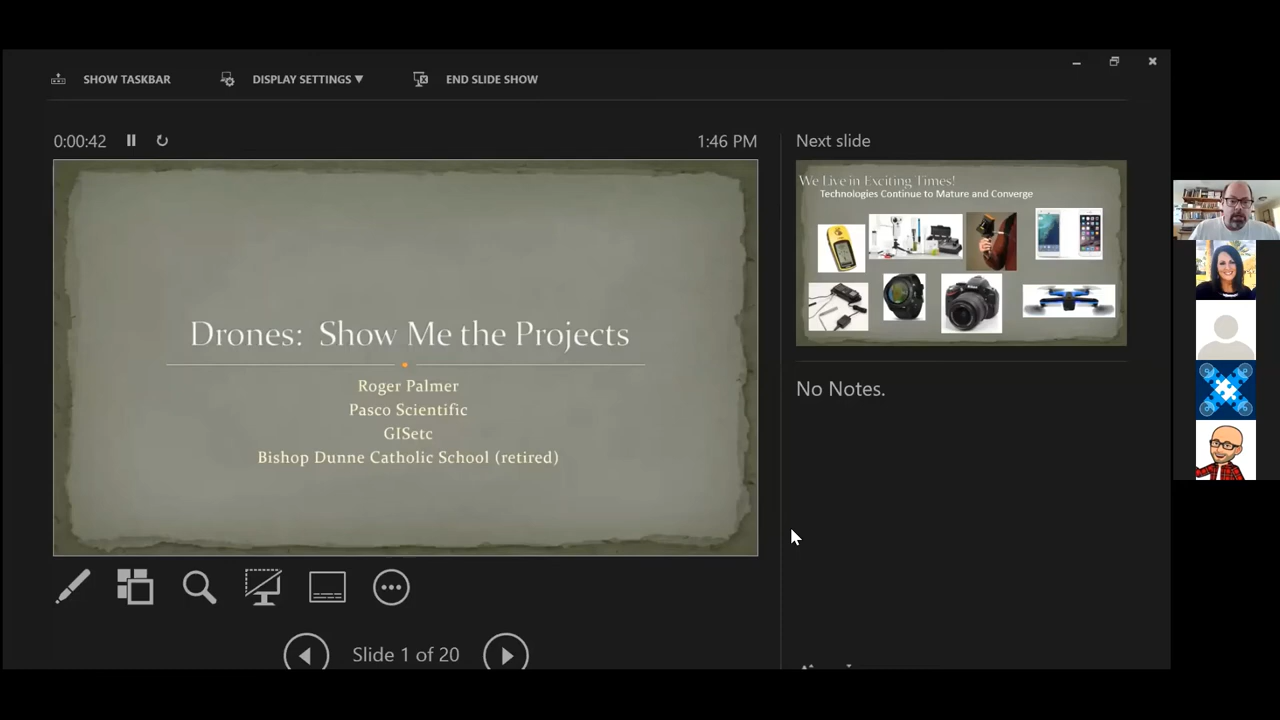 SHOW TASKBAR
DISPLAY SETTINGS ▼
END SLIDE SHOW
0:00:42
1:46 PM
Drones: Show Me the Projects
Roger Palmer
Pasco Scientific
GISetc
Bishop Dunne Catholic School (retired)
Slide 1 of 20
Next slide
We Live in Exciting Times!
Technologies Continue to Mature and Converge
No Notes.